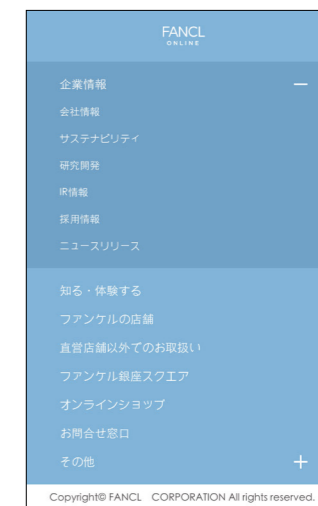 FANCL
ONLINE
企業情報
会社情報
サステナビリティ
研究開発
IR情報
採用情報
ニュースリリース
知る・体験する
ファンケルの店舗
直営店舗以外でのお取扱い
ファンケル銀座スクエア
オンラインショップ
お問合せ窓口
その他
Copyright© FANCL CORPORATION All rights reserved.